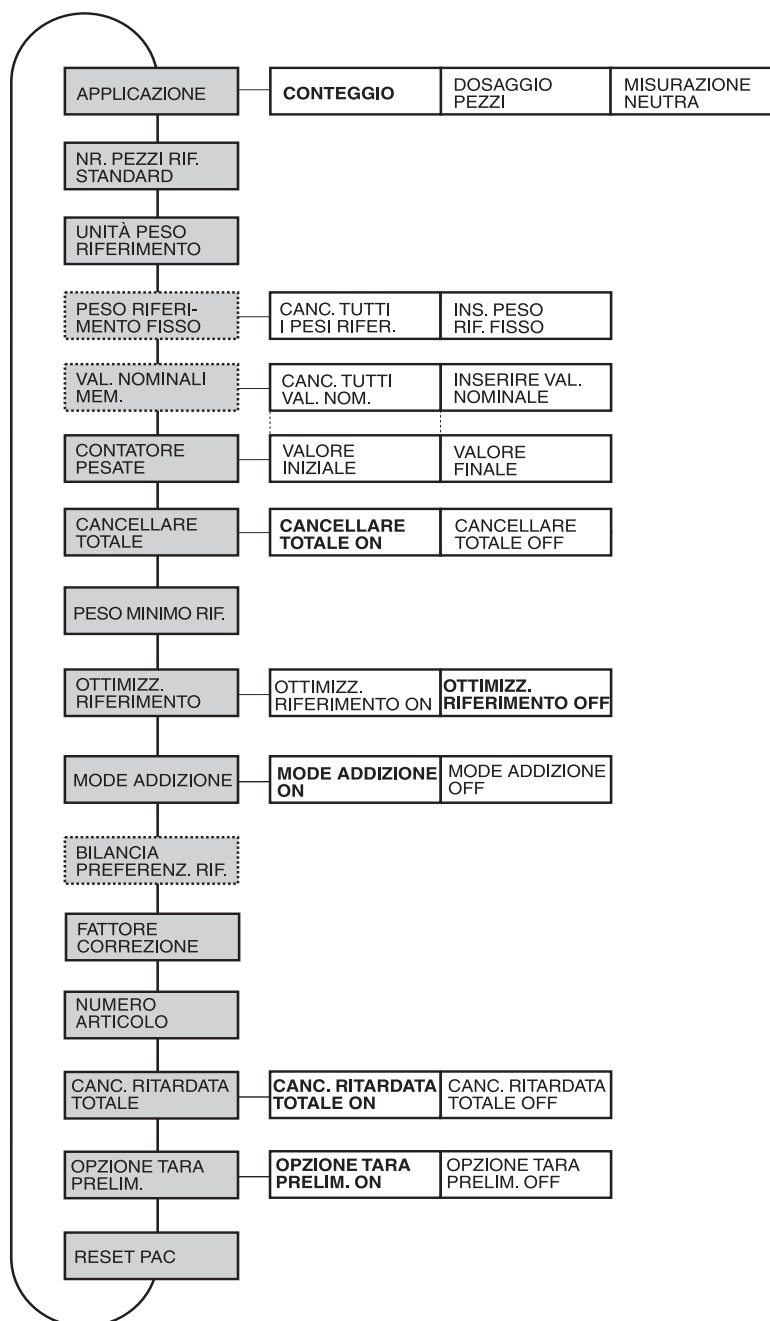 APPLICAZIONE
CONTEGGIO
DOSAGGIO
PEZZI
MISURAZIONE
NEUTRA
NR. PEZZI RIF.
STANDARD
UNITÀ PESO
RIFERIMENTO
PESO RIFERI-
MENTO FISSO
CANC. TUTTI
I PESI RIFER.
INS. PESO
RIF. FISSO
VAL. NOMINALI
MEM.
CANC. TUTTI
VAL. NOM.
INSERIRE VAL.
NOMINALE
CONTATORE
PESATE
VALORE
INIZIALE
VALORE
FINALE
CANCELLARE
TOTALE
CANCELLARE
TOTALE ON
CANCELLARE
TOTALE OFF
PESO MINIMO RIF.
OTTIMIZZ.
RIFERIMENTO
OTTIMIZZ.
RIFERIMENTO ON
OTTIMIZZ.
RIFERIMENTO OFF
MODE ADDIZIONE
MODE ADDIZIONE
ON
MODE ADDIZIONE
OFF
BILANCIA
PREFERENZ. RIF.
FATTORE
CORREZIONE
NUMERO
ARTICOLO
CANC. RITARDATA
TOTALE
CANC. RITARDATA
TOTALE ON
CANC. RITARDATA
TOTALE OFF
OPZIONE TARA
PRELIM.
OPZIONE TARA
PRELIM. ON
OPZIONE TARA
PRELIM. OFF
RESET PAC